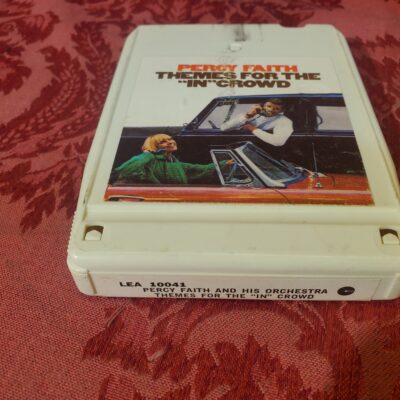 PERCY FAITH
THEMES FOR THE
"IN" CROWD
LEA 10041
PERCY FAITH AND HIS ORCHESTRA
THEMES FOR THE "IN" CROWD